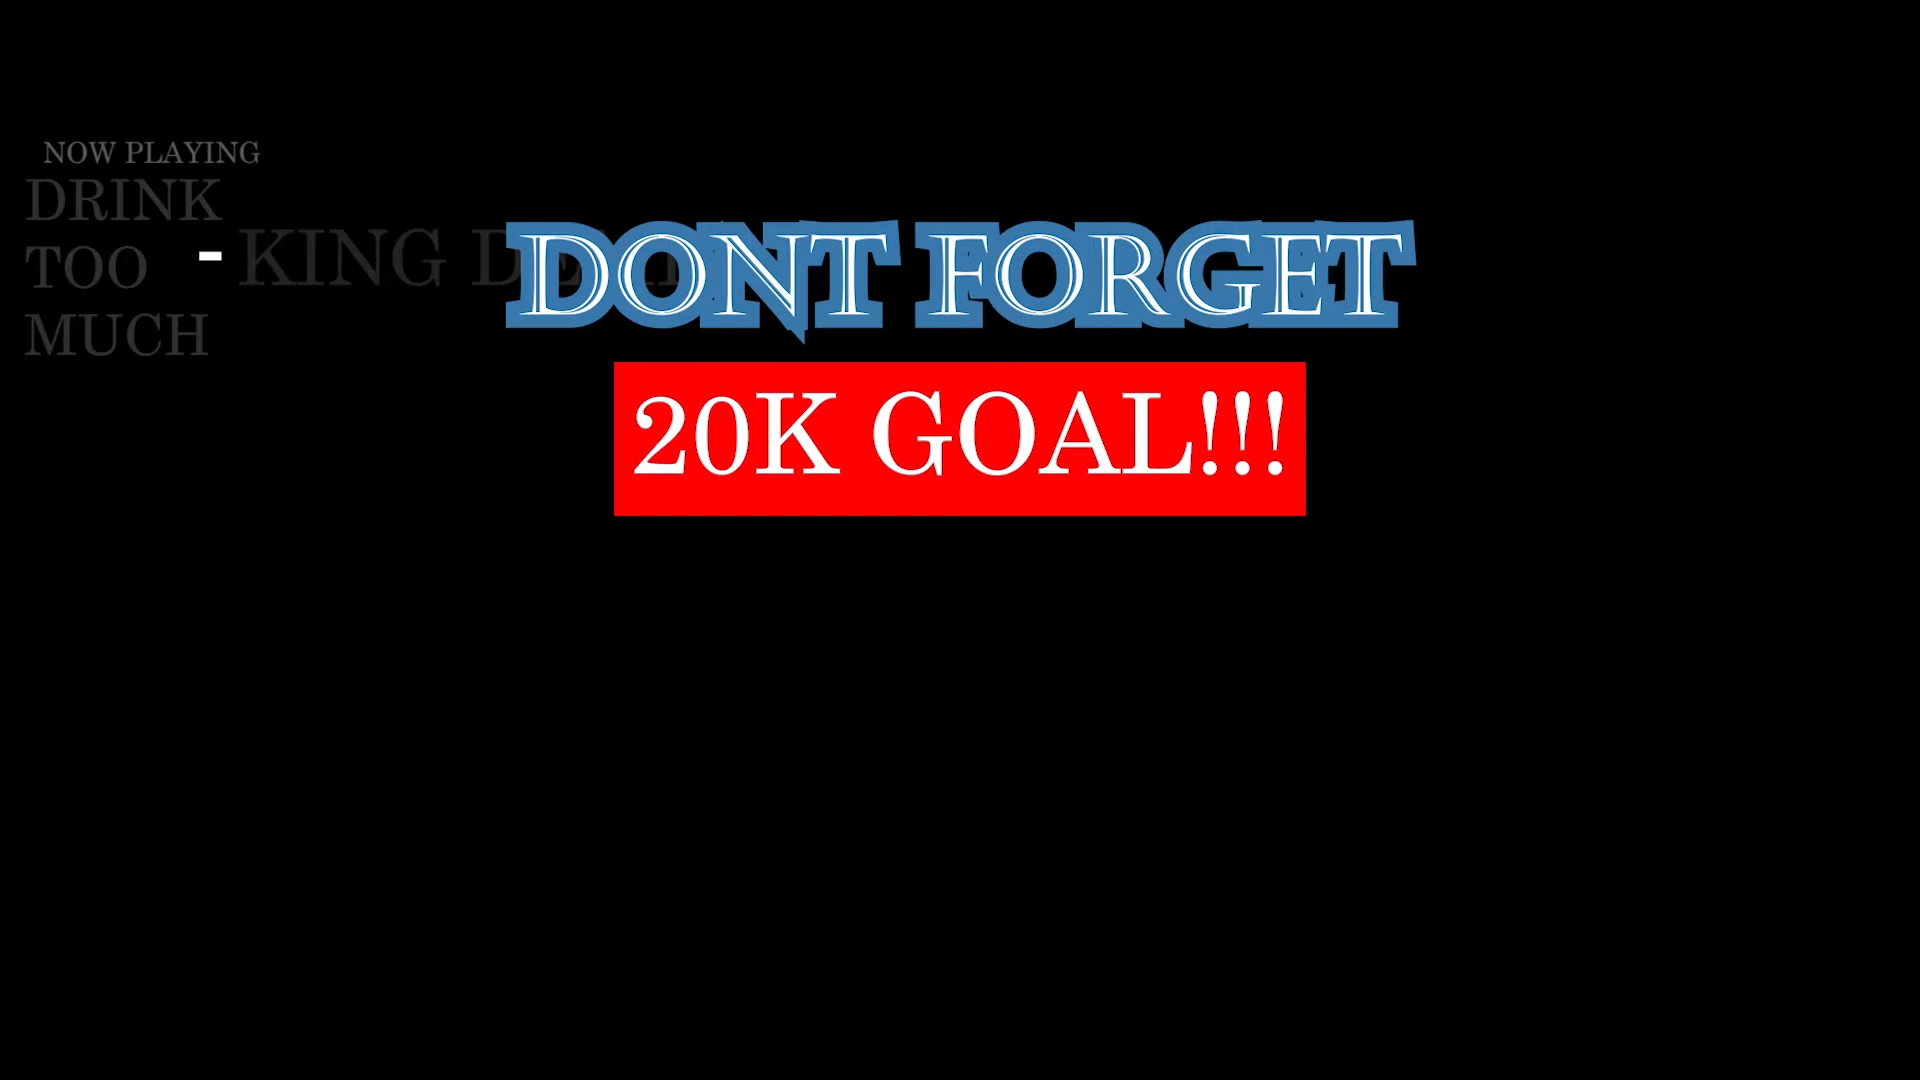 NOW PLAYING
DRINK
TOO
MUCH
- KING
DONT FORGET
20K GOAL!!!